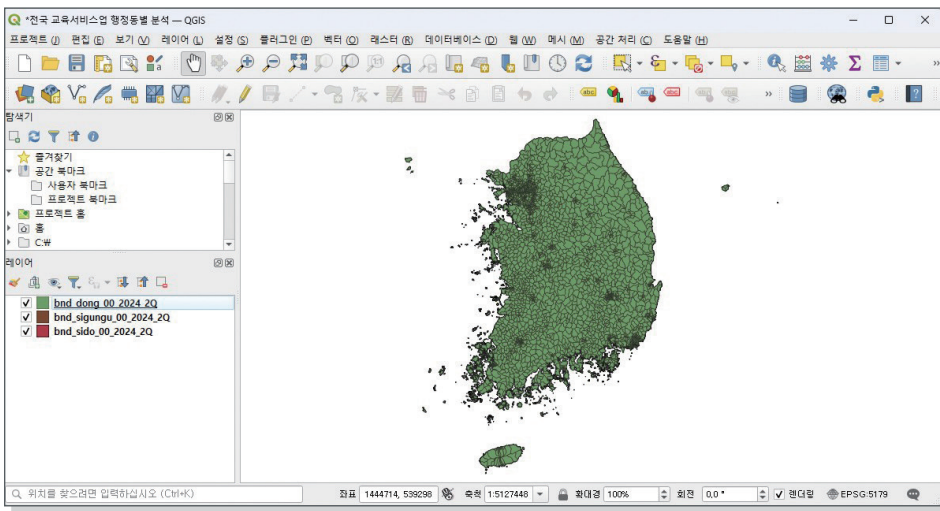 *전국 교육서비스업 행정동별 분석 — QGIS
프로젝트 (J) 편집 (E) 보기 (V) 레이어 (L) 설정 (S) 플러그인 (P) 벡터 (O) 래스터 (R) 데이터베이스 (D) 웹 (W) 메시 (M) 공간 처리 (C) 도움말 (H)
탐색기
즐겨찾기
공간 북마크
사용자 북마크
프로젝트 북마크
프로젝트 홈
홈
C:₩
레이어
bnd_dong_00_2024_2Q
bnd_sigungu_00_2024_2Q
bnd_sido_00_2024_2Q
위치를 찾으려면 입력하십시오 (Ctrl+K) 좌표 1444714, 539298 축척 1:5127448 확대경 100% 회전 0,0 ° 렌더링 EPSG:5179